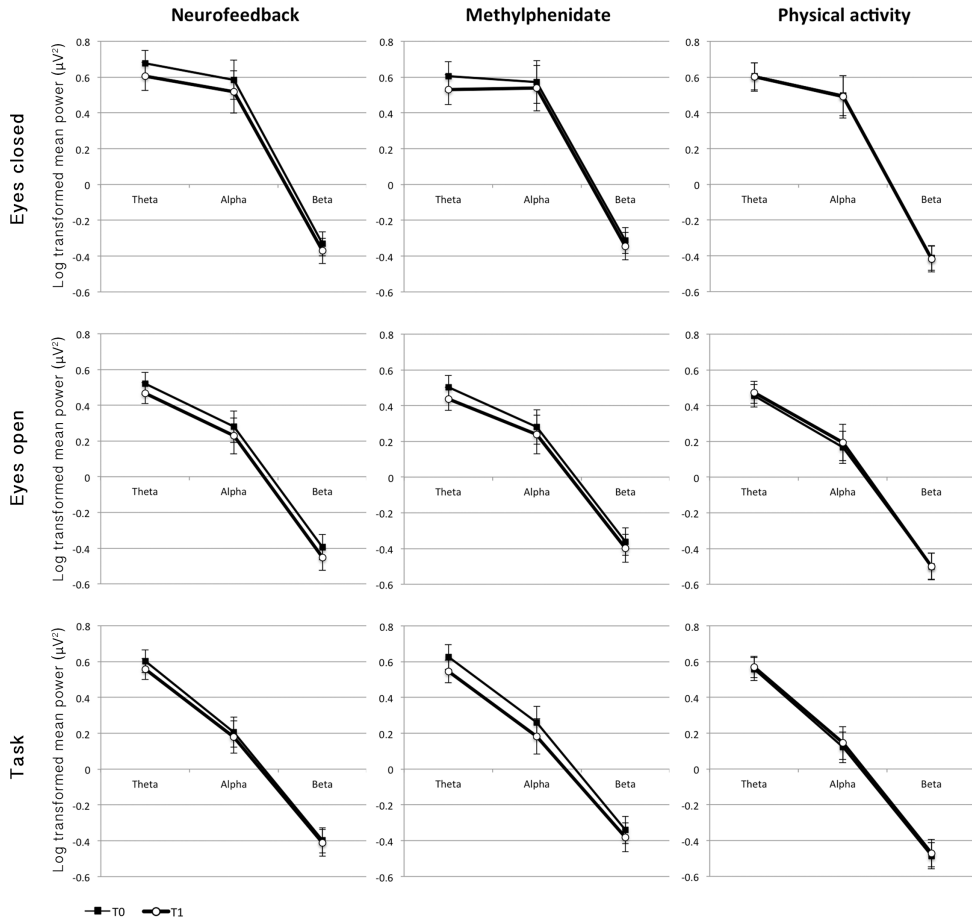 Neurofeedback Methylphenidate Physical activity
Eyes closed
Log transformed mean power (µV²)
0.8 0.8 0.8
0.6 0.6 0.6
0.4 0.4 0.4
0.2 0.2 0.2
0 0 0
Theta Alpha Beta Theta Alpha Beta Theta Alpha Beta
-0.2 -0.2 -0.2
-0.4 -0.4 -0.4
-0.6 -0.6 -0.6
Eyes open
Log transformed mean power (µV²)
0.8 0.8 0.8
0.6 0.6 0.6
0.4 0.4 0.4
0.2 0.2 0.2
0 0 0
Theta Alpha Beta Theta Alpha Beta Theta Alpha Beta
-0.2 -0.2 -0.2
-0.4 -0.4 -0.4
-0.6 -0.6 -0.6
Task
Log transformed mean power (µV²)
0.8 0.8 0.8
0.6 0.6 0.6
0.4 0.4 0.4
0.2 0.2 0.2
0 0 0
Theta Alpha Beta Theta Alpha Beta Theta Alpha Beta
-0.2 -0.2 -0.2
-0.4 -0.4 -0.4
-0.6 -0.6 -0.6
T0 T1